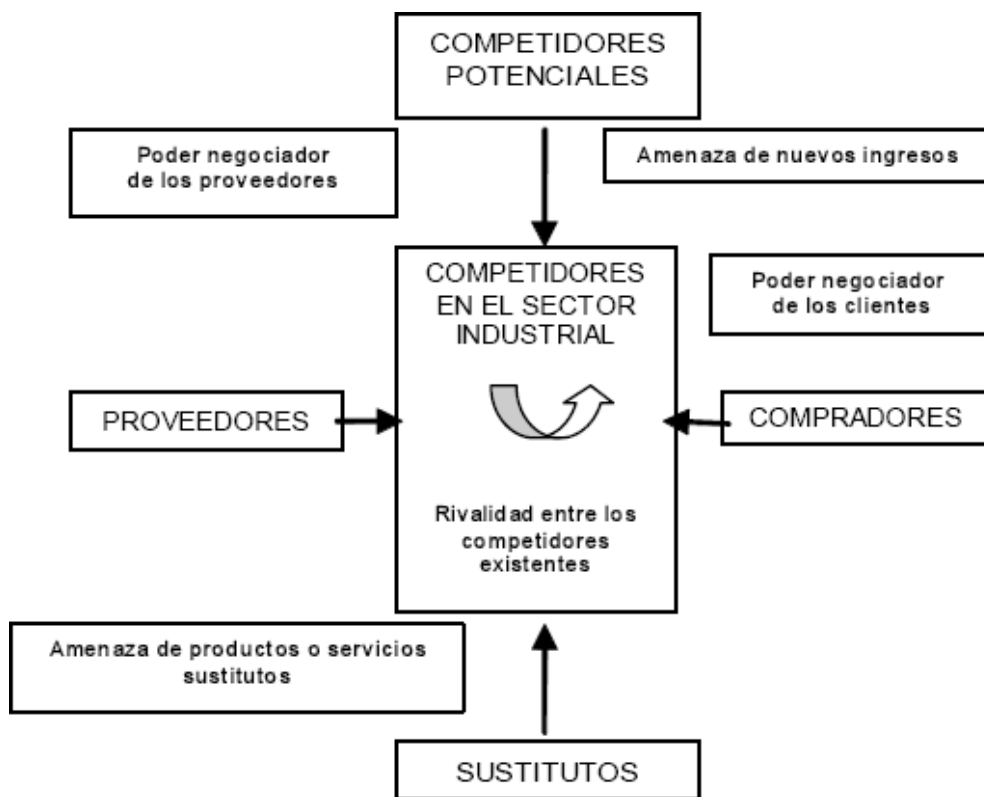 COMPETIDORES
POTENCIALES
Poder negociador
de los proveedores
Amenaza de nuevos ingresos
COMPETIDORES
EN EL SECTOR
INDUSTRIAL
Poder negociador
de los clientes
PROVEEDORES
COMPRADORES
Rivalidad entre los
competidores
existentes
Amenaza de productos o servicios
sustitutos
SUSTITUTOS